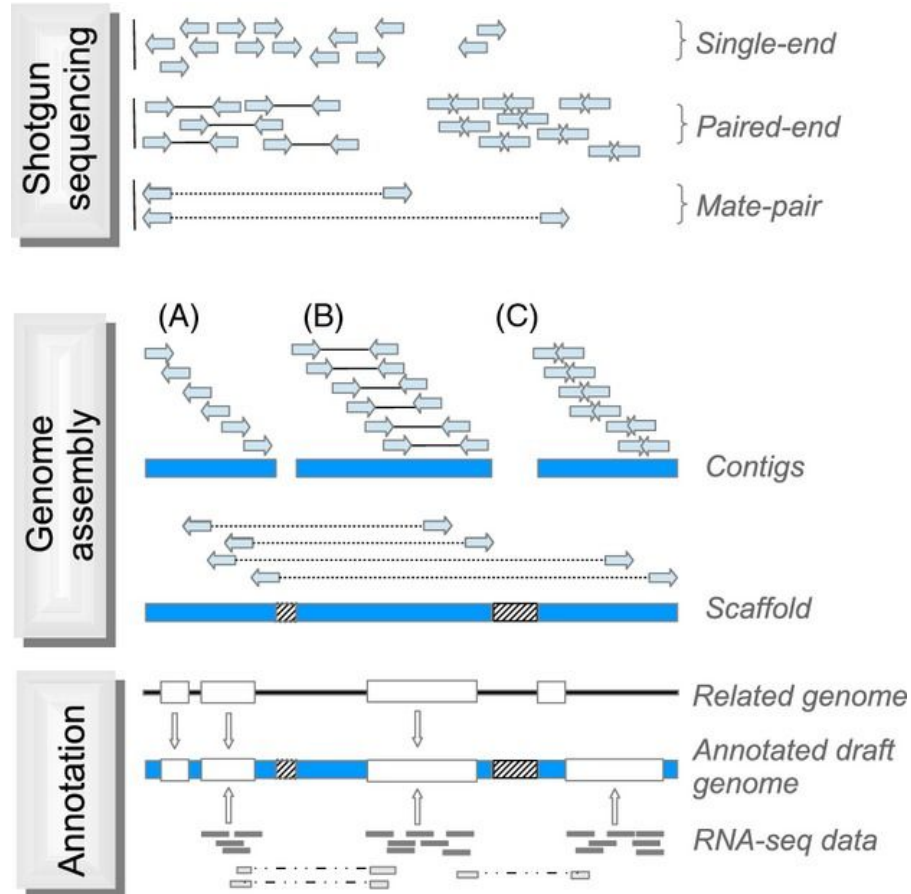 Shotgun
sequencing
Single-end
Paired-end
Mate-pair
Genome
assembly
(A)
(B)
(C)
Contigs
Scaffold
Annotation
Related genome
Annotated draft
genome
RNA-seq data